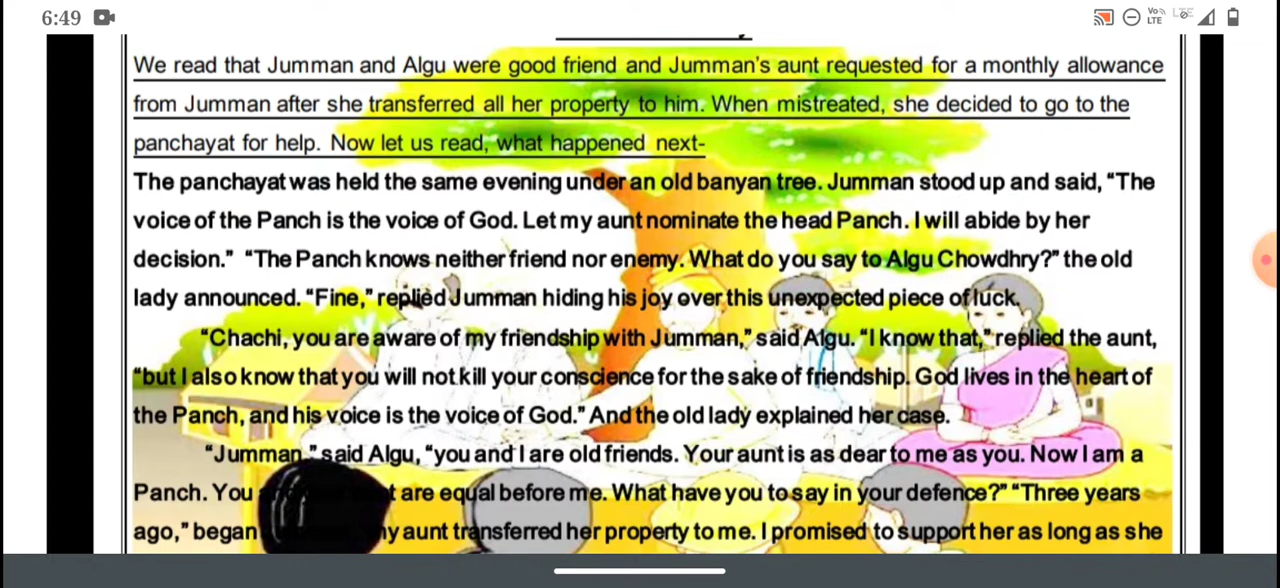 6:49
Vo LTE
LTE
We read that Jumman and Algu were good friend and Jumman's aunt requested for a monthly allowance
from Jumman after she transferred all her property to him. When mistreated, she decided to go to the
panchayat for help. Now let us read, what happened next-
The panchayat was held the same evening under an old banyan tree. Jumman stood up and said, “The
voice of the Panch is the voice of God. Let my aunt nominate the head Panch. I will abide by her
decision.” “The Panch knows neither friend nor enemy. What do you say to Algu Chowdhry?” the old
lady announced. “Fine,” replied Jumman hiding his joy over this unexpected piece of luck.
“Chachi, you are aware of my friendship with Jumman,” said Algu. “I know that,” replied the aunt,
“but I also know that you will not kill your conscience for the sake of friendship. God lives in the heart of
the Panch, and his voice is the voice of God.” And the old lady explained her case.
“Jumman,” said Algu, “you and I are old friends. Your aunt is as dear to me as you. Now I am a
Panch. You are equal before me. What have you to say in your defence?” “Three years
ago,” began aunt transferred her property to me. I promised to support her as long as she